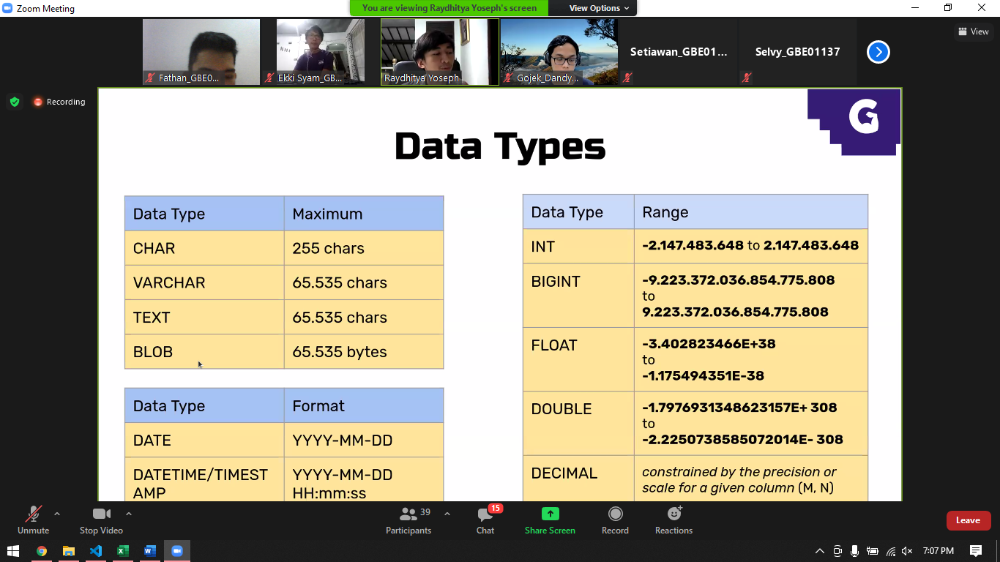 Zoom Meeting
You are viewing Raydhitya Yoseph's screen
View Options
Fathan_GBE0...
Ekki Syam_GB...
Raydhitya Yoseph
Gojek_Dandy...
Setiawan_GBE01...
Selvy_GBE01137
View
Recording
G
Data Types
Data Type Maximum
CHAR 255 chars
VARCHAR 65.535 chars
TEXT 65.535 chars
BLOB 65.535 bytes
Data Type Format
DATE YYYY-MM-DD
DATETIME/TIMEST YYYY-MM-DD
AMP HH:mm:ss
Data Type Range
INT -2.147.483.648 to 2.147.483.648
BIGINT -9.223.372.036.854.775.808
to
9.223.372.036.854.775.808
FLOAT -3.402823466E+38
to
-1.175494351E-38
DOUBLE -1.7976931348623157E+ 308
to
-2.2250738585072014E- 308
DECIMAL constrained by the precision or
scale for a given column (M, N)
Unmute
Stop Video
Participants 39
Chat 15
Share Screen
Record
Reactions
Leave
7:07 PM